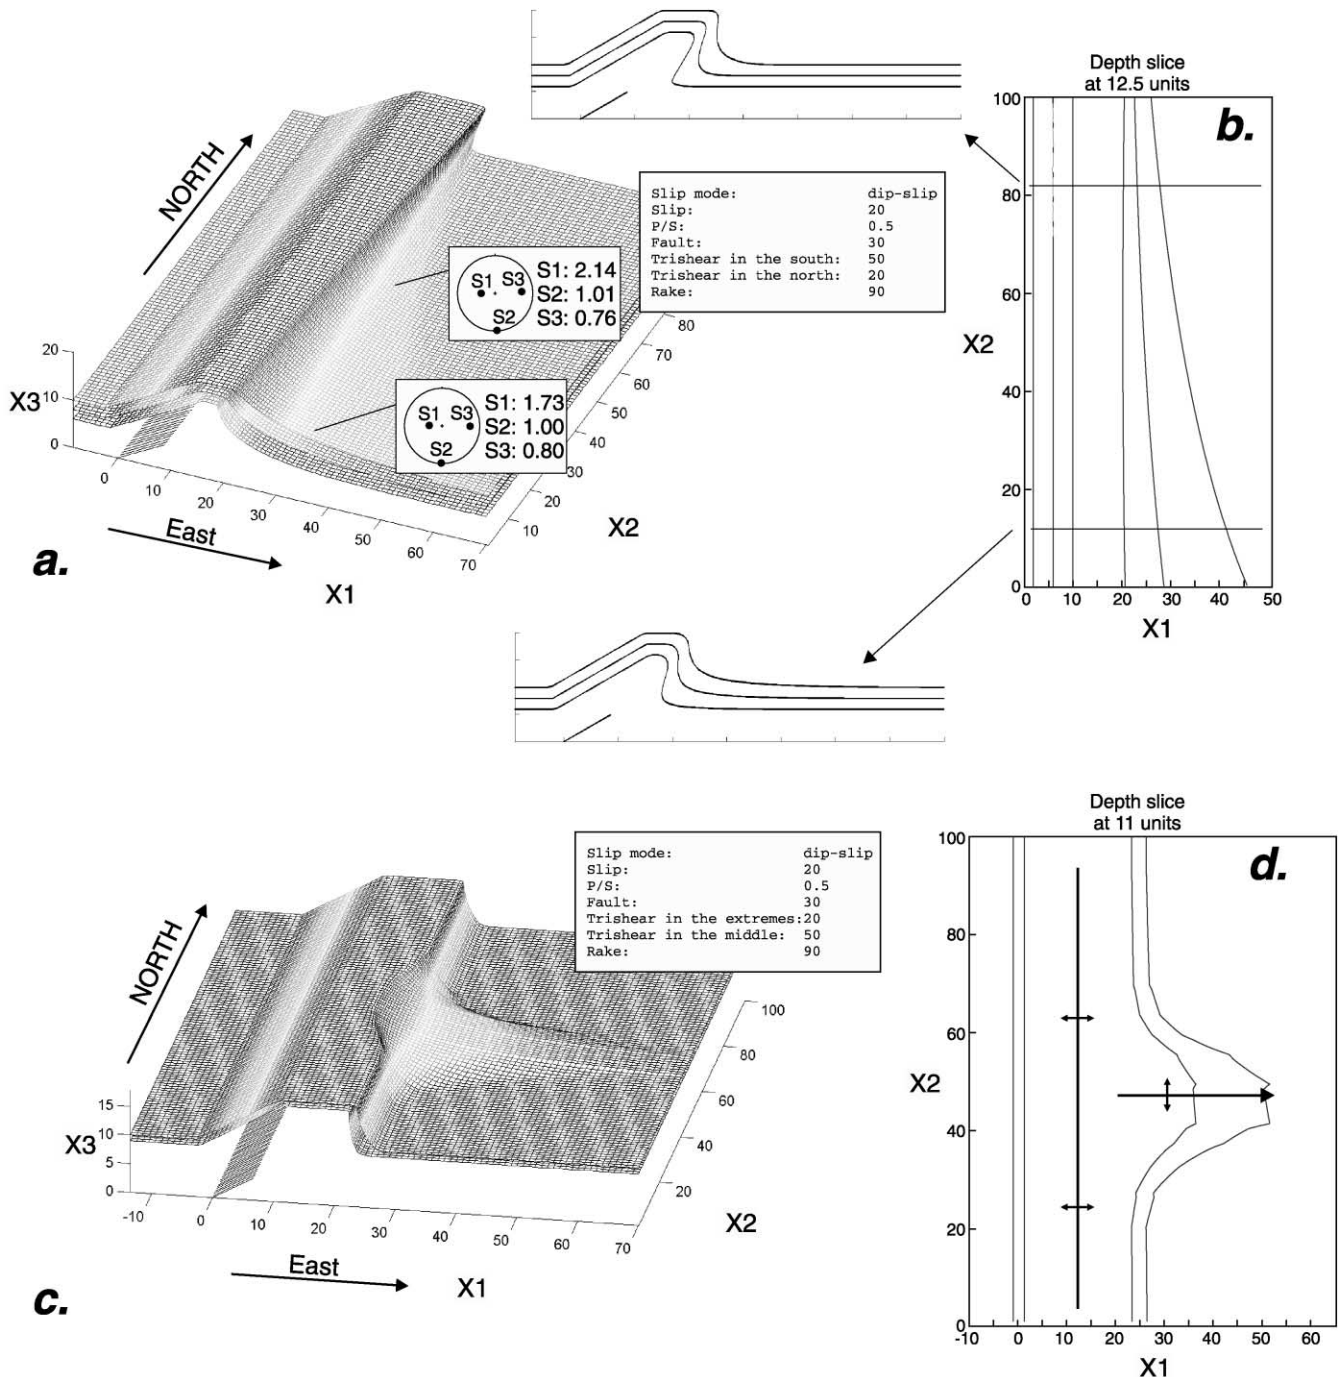 a.
NORTH
East
X1
X2
X3
20
10
0
0
10
20
30
40
50
60
70
10
20
30
40
50
60
70
80
S1 S3
S2
S1: 2.14
S2: 1.01
S3: 0.76
S1 S3
S2
S1: 1.73
S2: 1.00
S3: 0.80
Slip mode: dip-slip
Slip: 20
P/S: 0.5
Fault: 30
Trishear in the south: 50
Trishear in the north: 20
Rake: 90
Depth slice
at 12.5 units
b.
100
80
60
X2
40
20
0
0 10 20 30 40 50
X1
c.
NORTH
East
X1
X2
X3
15
10
5
0
-10
0
10
20
30
40
50
60
70
20
40
60
80
100
Slip mode: dip-slip
Slip: 20
P/S: 0.5
Fault: 30
Trishear in the extremes:20
Trishear in the middle: 50
Rake: 90
Depth slice
at 11 units
d.
100
80
60
X2
40
20
0
-10 0 10 20 30 40 50 60
X1